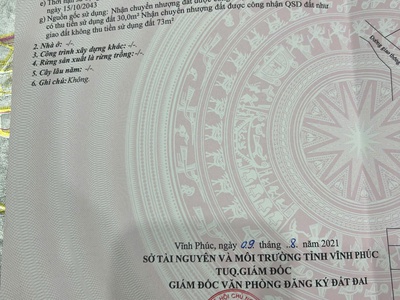 e) Thời hạn
15/10/2043
g) Nguồn gốc sử dụng: Nhận chuyển nhượng đất được
có thu tiền sử dụng đất 30,0m² Nhận chuyển nhượng đất được công nhận QSD đất như
giao đất không thu tiền sử dụng đất 73m²
2. Nhà ở: -/-.
3. Công trình xây dựng khác: -/-.
4. Rừng sản xuất là rừng trồng:-/-.
5. Cây lâu năm: -/-.
6. Ghi chú:Không.
Đường giao thông
Vĩnh Phúc, ngày 09 tháng ..8. năm 2021
SỞ TÀI NGUYÊN VÀ MÔI TRƯỜNG TỈNH VĨNH PHÚC
TUQ.GIÁM ĐỐC
GIÁM ĐỐC VĂN PHÒNG ĐĂNG KÝ ĐẤT ĐAI